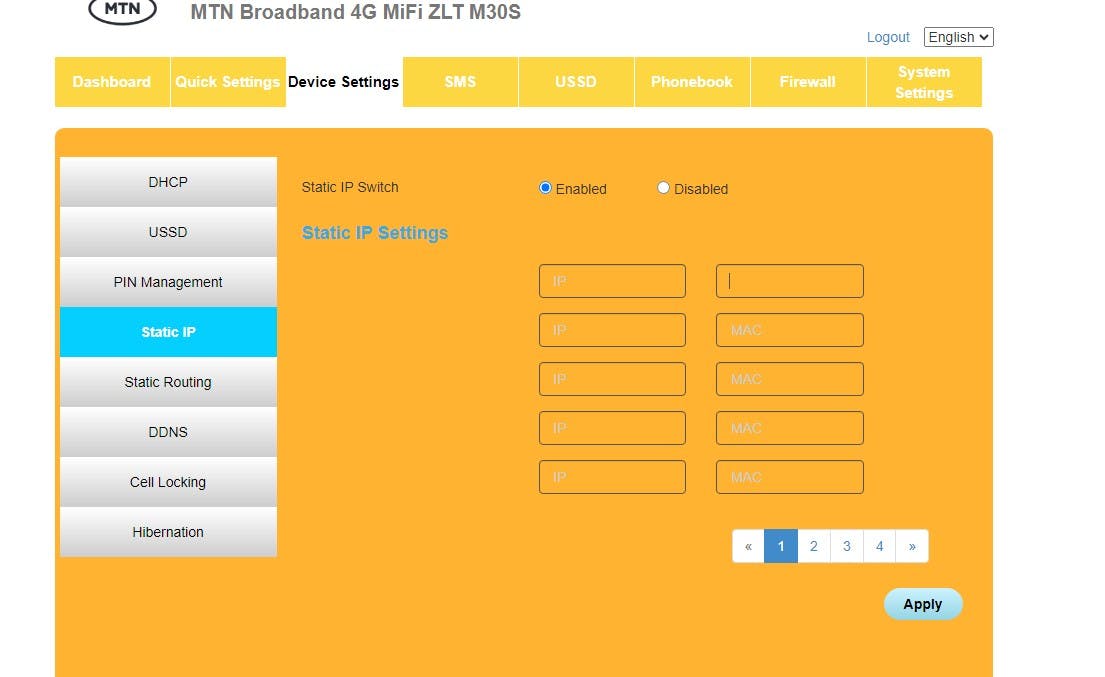 MTN
MTN Broadband 4G MiFi ZLT M30S
Logout English
Dashboard Quick Settings Device Settings SMS USSD Phonebook Firewall System Settings
DHCP
USSD
PIN Management
Static IP
Static Routing
DDNS
Cell Locking
Hibernation
Static IP Switch Enabled Disabled
Static IP Settings
IP
IP MAC
IP MAC
IP MAC
IP MAC
« 1 2 3 4 »
Apply